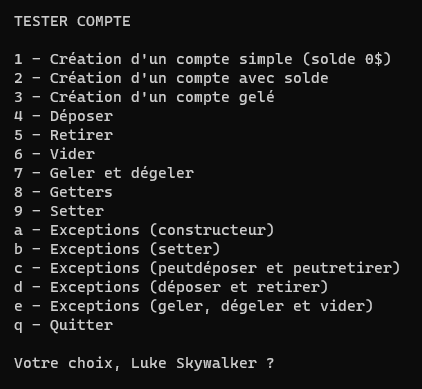 TESTER COMPTE
1 – Création d'un compte simple (solde 0$)
2 – Création d'un compte avec solde
3 – Création d'un compte gelé
4 – Déposer
5 – Retirer
6 – Vider
7 – Geler et dégeler
8 – Getters
9 – Setter
a – Exceptions (constructeur)
b – Exceptions (setter)
c – Exceptions (peutdéposer et peutretirer)
d – Exceptions (déposer et retirer)
e – Exceptions (geler, dégeler et vider)
q – Quitter
Votre choix, Luke Skywalker ?